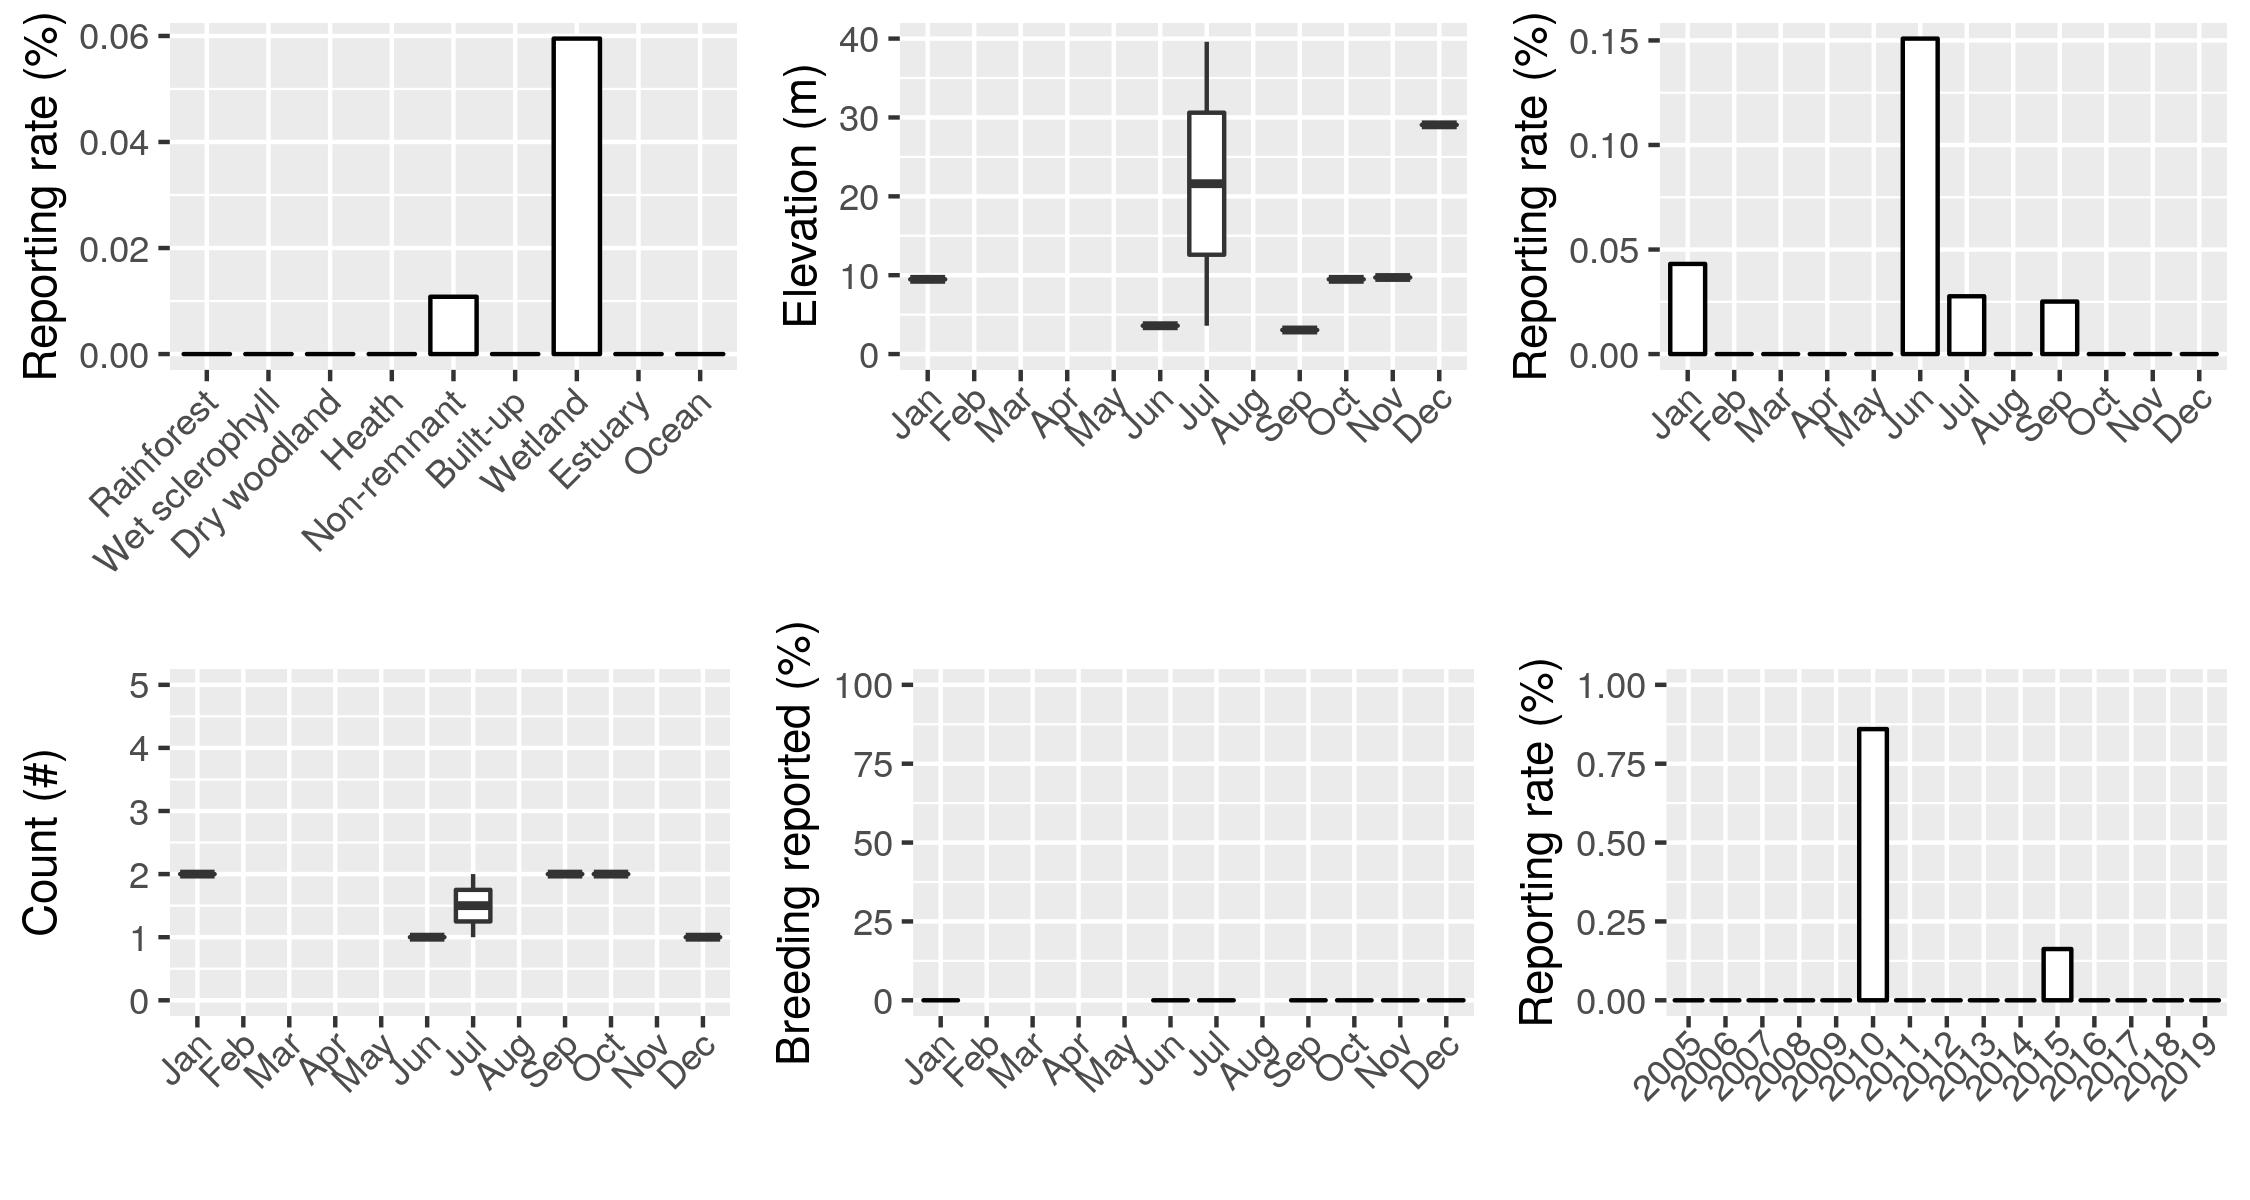 Reporting rate (%)
0.06
0.04
0.02
0.00
Rainforest
Wet sclerophyll
Dry woodland
Heath
Non-remnant
Built-up
Wetland
Estuary
Ocean
Elevation (m)
40
30
20
10
0
Jan
Feb
Mar
Apr
May
Jun
Jul
Aug
Sep
Oct
Nov
Dec
Reporting rate (%)
0.15
0.10
0.05
0.00
Jan
Feb
Mar
Apr
May
Jun
Jul
Aug
Sep
Oct
Nov
Dec
Count (#)
5
4
3
2
1
0
Jan
Feb
Mar
Apr
May
Jun
Jul
Aug
Sep
Oct
Nov
Dec
Breeding reported (%)
100
75
50
25
0
Jan
Feb
Mar
Apr
May
Jun
Jul
Aug
Sep
Oct
Nov
Dec
Reporting rate (%)
1.00
0.75
0.50
0.25
0.00
2005
2006
2007
2008
2009
2010
2011
2012
2013
2014
2015
2016
2017
2018
2019